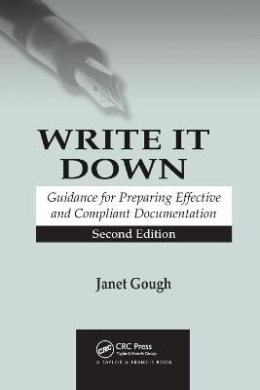 WRITE IT
DOWN
Guidance for Preparing Effective
and Compliant Documentation
Second Edition
Janet Gough
CRC Press
Taylor & Francis Group
A TAYLOR & FRANCIS BOOK